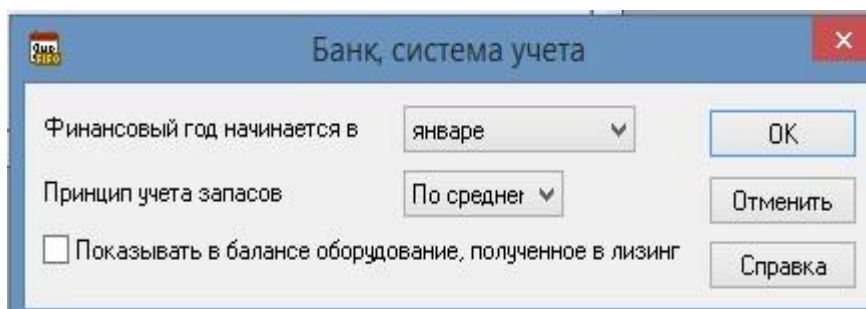 Банк, система учета
Финансовый год начинается в январе OK
Принцип учета запасов По среднег Отменить
Показывать в балансе оборудование, полученное в лизинг Справка